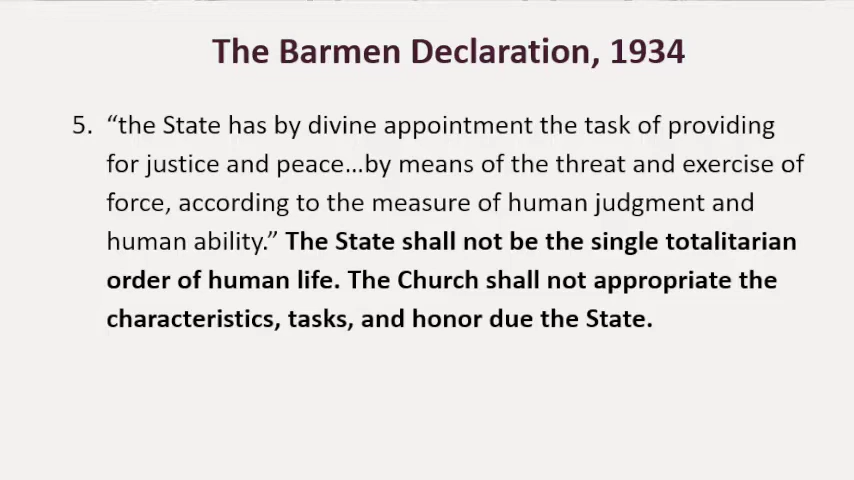 The Barmen Declaration, 1934
5. “the State has by divine appointment the task of providing
for justice and peace...by means of the threat and exercise of
force, according to the measure of human judgment and
human ability.” The State shall not be the single totalitarian
order of human life. The Church shall not appropriate the
characteristics, tasks, and honor due the State.